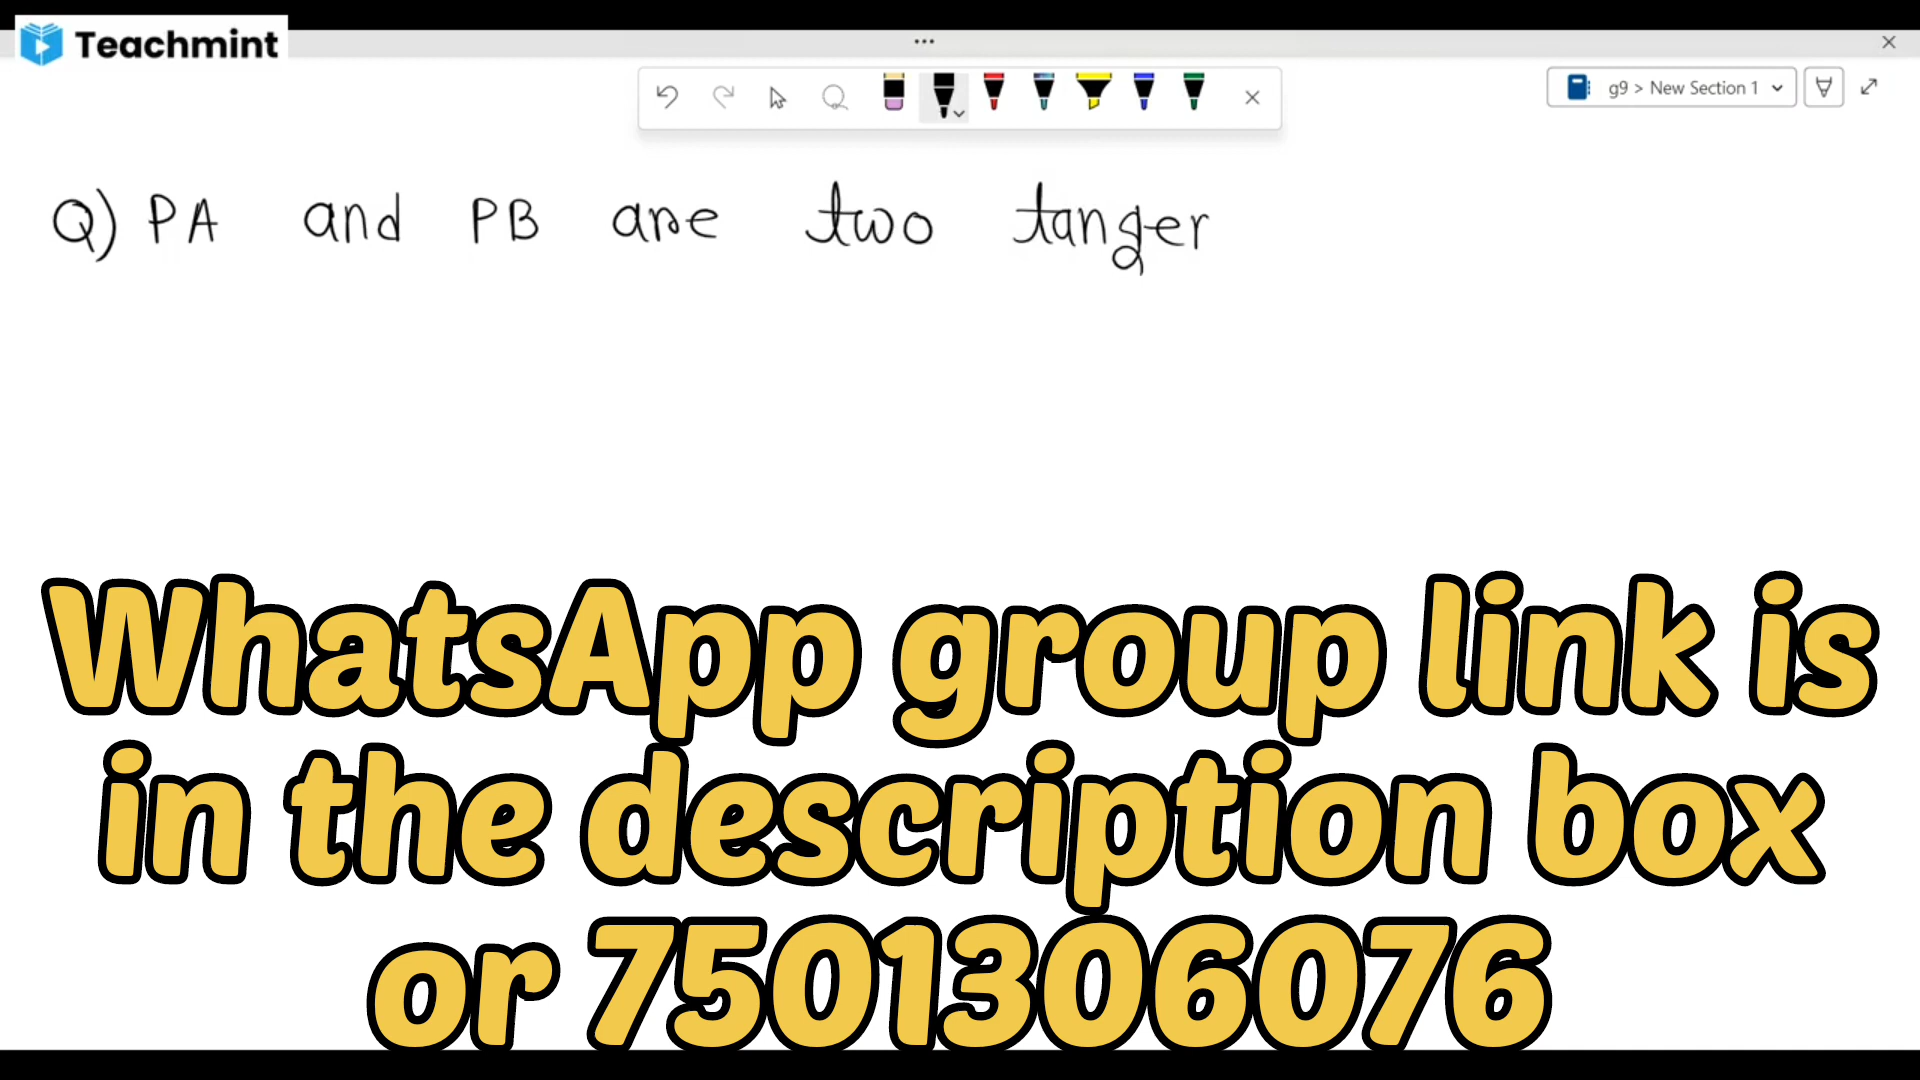 Teachmint
g9 > New Section 1
Q) PA and PB are two tanger
WhatsApp group link is
in the description box
or 7501306076